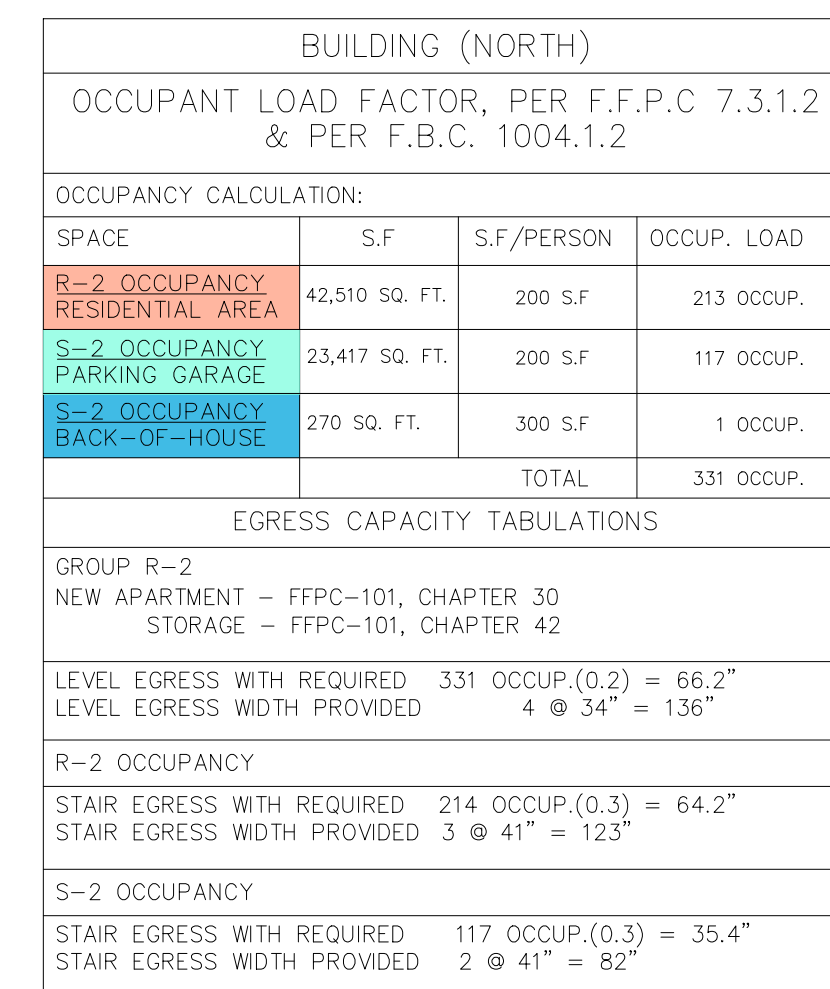 BUILDING (NORTH)
OCCUPANT LOAD FACTOR, PER F.F.P.C 7.3.1.2
& PER F.B.C. 1004.1.2
OCCUPANCY CALCULATION:
SPACE S.F S.F/PERSON OCCUP. LOAD
R-2 OCCUPANCY
RESIDENTIAL AREA 42,510 SQ. FT. 200 S.F 213 OCCUP.
S-2 OCCUPANCY
PARKING GARAGE 23,417 SQ. FT. 200 S.F 117 OCCUP.
S-2 OCCUPANCY
BACK-OF-HOUSE 270 SQ. FT. 300 S.F 1 OCCUP.
TOTAL 331 OCCUP.
EGRESS CAPACITY TABULATIONS
GROUP R-2
NEW APARTMENT - FFPC-101, CHAPTER 30
STORAGE - FFPC-101, CHAPTER 42
LEVEL EGRESS WITH REQUIRED 331 OCCUP.(0.2) = 66.2"
LEVEL EGRESS WIDTH PROVIDED 4 @ 34" = 136"
R-2 OCCUPANCY
STAIR EGRESS WITH REQUIRED 214 OCCUP.(0.3) = 64.2"
STAIR EGRESS WIDTH PROVIDED 3 @ 41" = 123"
S-2 OCCUPANCY
STAIR EGRESS WITH REQUIRED 117 OCCUP.(0.3) = 35.4"
STAIR EGRESS WIDTH PROVIDED 2 @ 41" = 82"